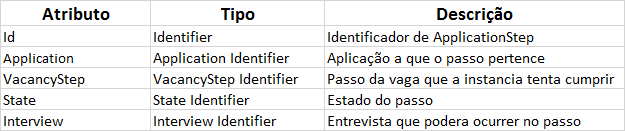 Atributo Tipo Descrição
Id Identifier Identificador de ApplicationStep
Application Application Identifier Aplicação a que o passo pertence
VacancyStep VacancyStep Identifier Passo da vaga que a instancia tenta cumprir
State State Identifier Estado do passo
Interview Interview Identifier Entrevista que podera ocurrer no passo